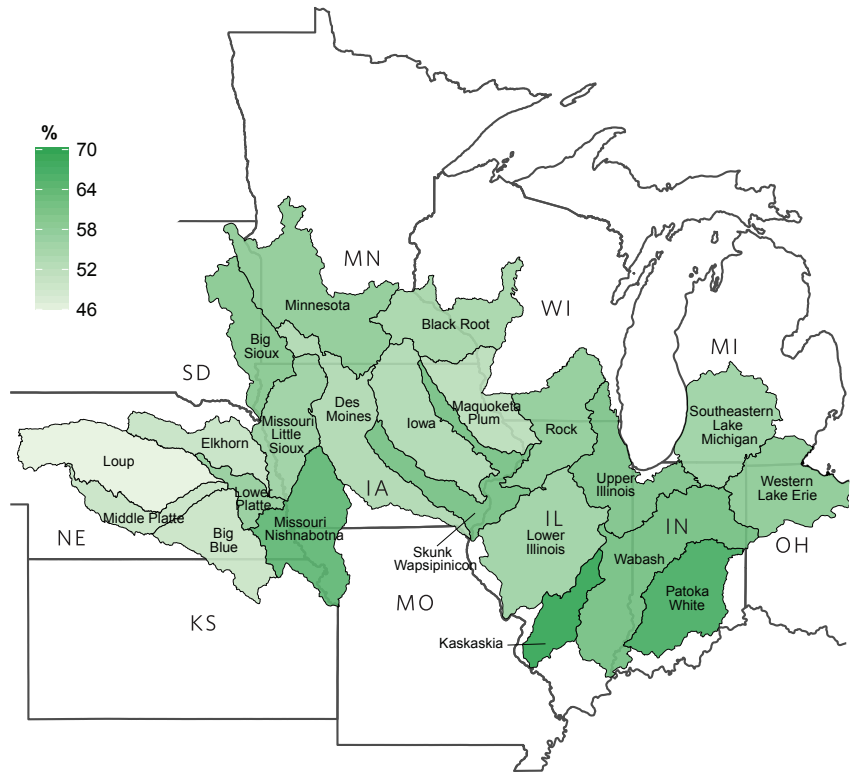 %
70
64
58
52
46
MN
WI
MI
SD
Minnesota
Black Root
Big
Sioux
Des
Moines
Iowa
Maquoketa
Plum
Missouri
Little
Sioux
Rock
Southeastern
Lake
Michigan
Elkhorn
Loup
Lower
Platte
Middle Platte
Big
Blue
NE
IA
Missouri
Nishnabotna
Upper
Illinois
Western
Lake Erie
IL
Lower
Illinois
IN
OH
Skunk
Wapsipinicon
Wabash
Patoka
White
KS
MO
Kaskaskia